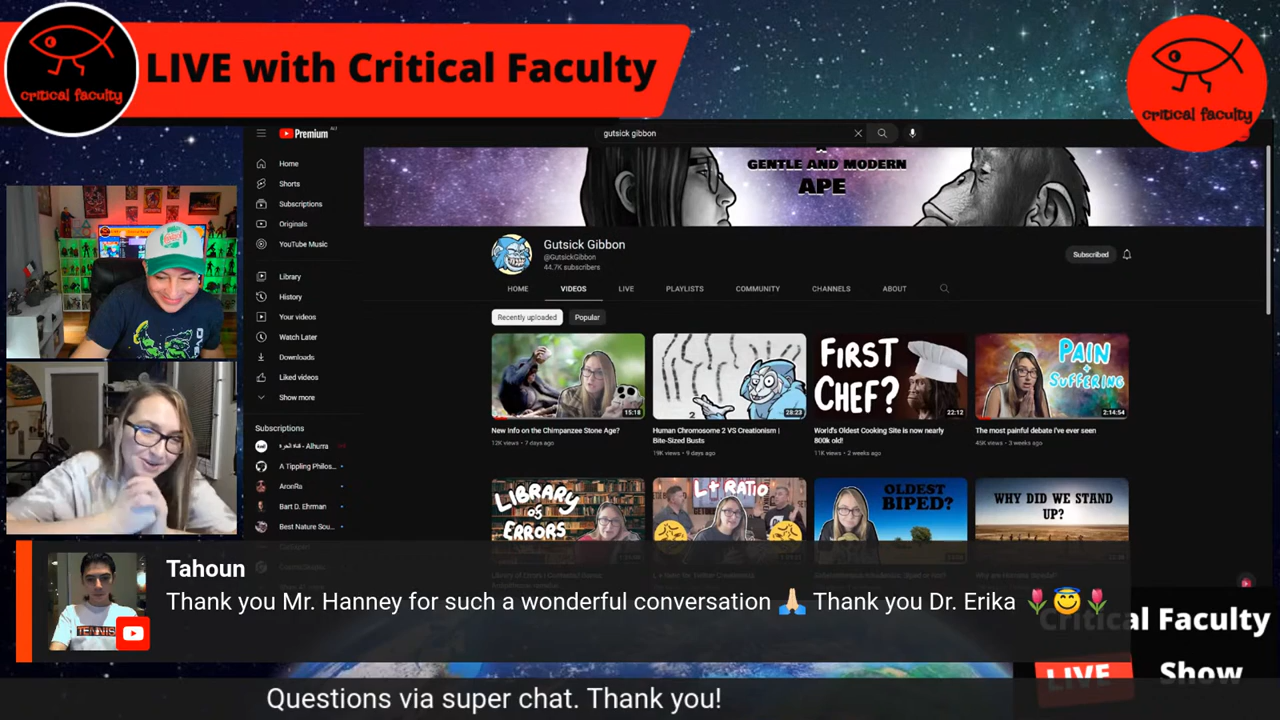 LIVE with Critical Faculty
critical faculty
critical faculty
Premium
gutsick gibbon
Home
Shorts
Subscriptions
Originals
YouTube Music
Library
History
Your videos
Watch Later
Downloads
Liked videos
Show more
Subscriptions
قناة الحرة - Alhurra
A Tippling Philos...
AronRa
Bart D. Ehrman
Best Nature Sou...
GENTLE AND MODERN
APE
Gutsick Gibbon
@GutsickGibbon
44.7K subscribers
Subscribed
HOME
VIDEOS
LIVE
PLAYLISTS
COMMUNITY
CHANNELS
ABOUT
Recently uploaded
Popular
15:18
New Info on the Chimpanzee Stone Age?
12K views • 7 days ago
2
28:23
Human Chromosome 2 VS Creationism |
Bite-Sized Busts
19K views • 9 days ago
FIRST
CHEF?
22:12
World's Oldest Cooking Site is now nearly
800k old!
11K views • 2 weeks ago
PAIN
+
SUFFERING
2:14:54
The most painful debate i've ever seen
45K views • 3 weeks ago
LIBRARY
OF
ERRORS
L + RATIO
OLDEST
BIPED?
WHY DID WE STAND
UP?
Tahoun
Thank you Mr. Hanney for such a wonderful conversation 🙏🏻 Thank you Dr. Erika 🌷😇🌷
TENNIS
Critical Faculty
LIVE
Show
Questions via super chat. Thank you!